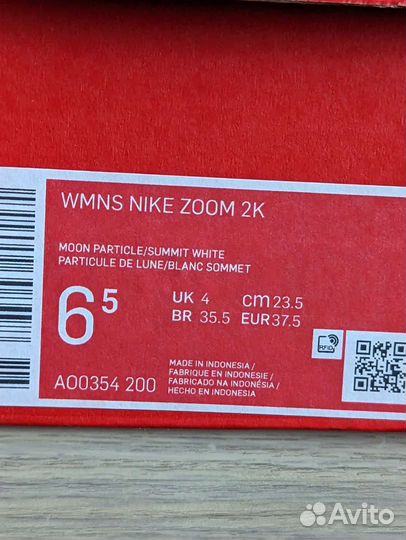 WMNS NIKE ZOOM 2K
MOON PARTICLE/SUMMIT WHITE
PARTICULE DE LUNE/BLANC SOMMET
6⁵
UK 4 cm 23.5
BR 35.5 EUR 37.5
RFID
MADE IN INDONESIA/
FABRIQUE EN INDONESIE/
FABRICADO NA INDONÉSIA/
HECHO EN INDONESIA
AO0354 200
Avito